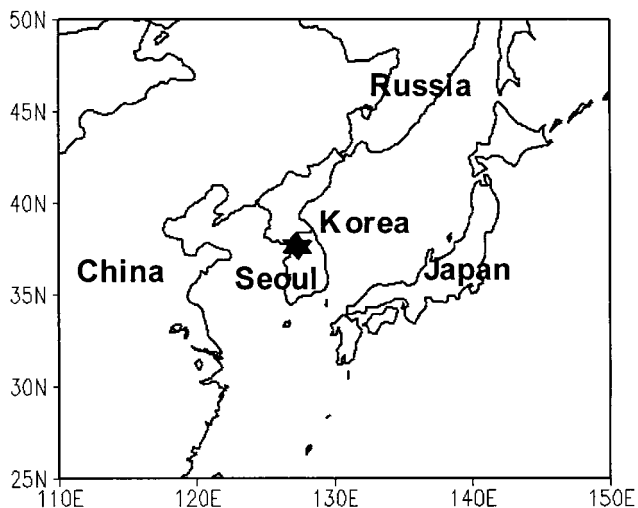 50N
Russia
45N
40N
Korea
China
Seoul
Japan
35N
30N
25N
110E
120E
130E
140E
150E